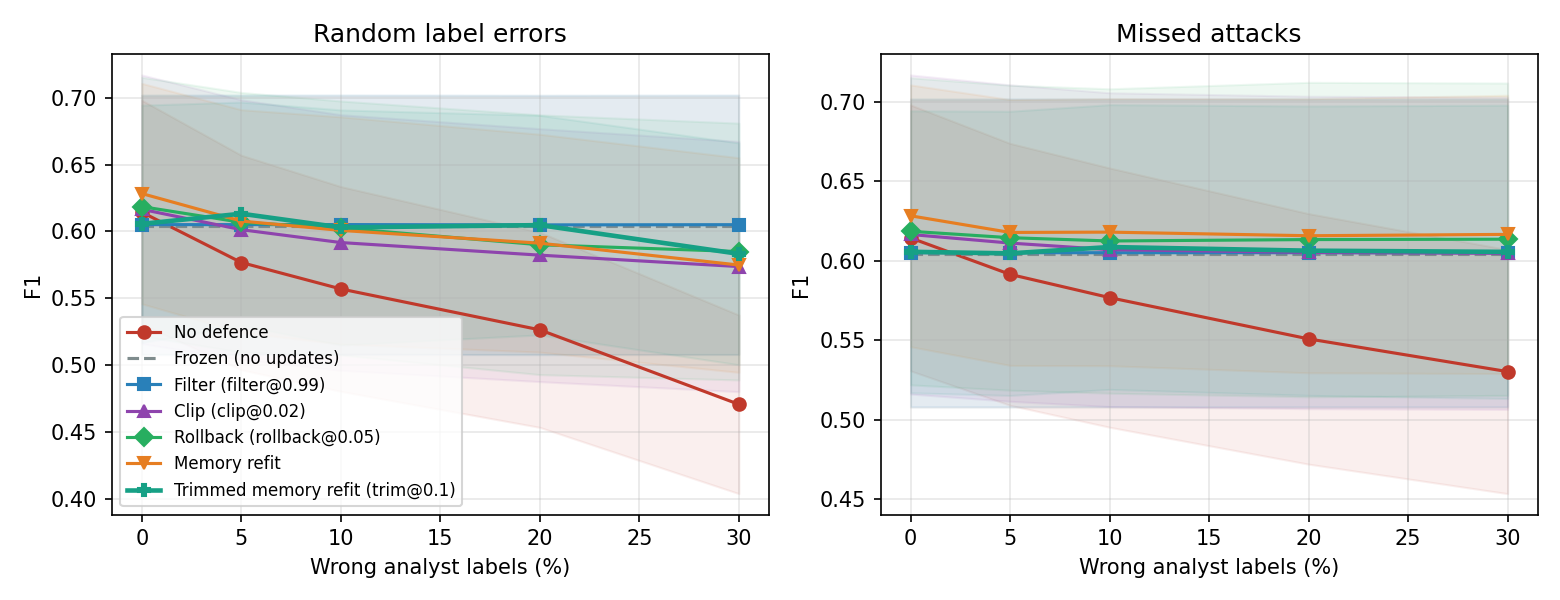 Random label errors
F1
0.70
0.65
0.60
0.55
0.50
0.45
0.40
No defence
Frozen (no updates)
Filter (filter@0.99)
Clip (clip@0.02)
Rollback (rollback@0.05)
Memory refit
Trimmed memory refit (trim@0.1)
0 5 10 15 20 25 30
Wrong analyst labels (%)
Missed attacks
F1
0.70
0.65
0.60
0.55
0.50
0.45
0 5 10 15 20 25 30
Wrong analyst labels (%)